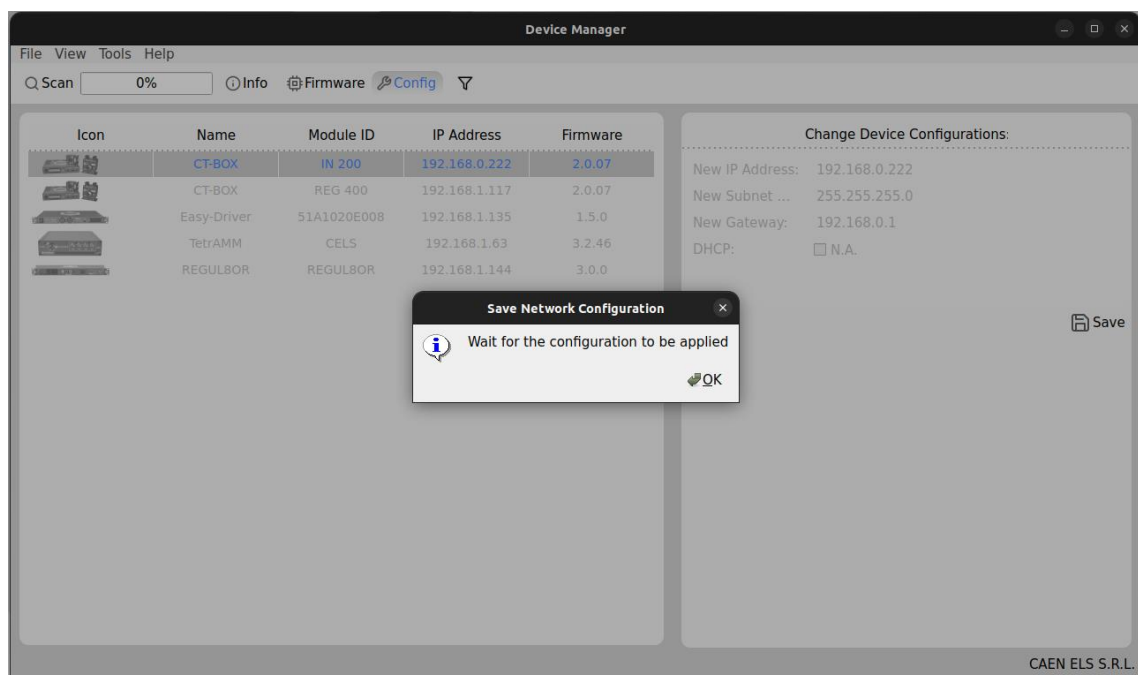 Device Manager
File View Tools Help
Scan 0% Info Firmware Config
Icon Name Module ID IP Address Firmware
CT-BOX IN 200 192.168.0.222 2.0.07
CT-BOX REG 400 192.168.1.117 2.0.07
Easy-Driver 51A1020E008 192.168.1.135 1.5.0
TetrAMM CELS 192.168.1.63 3.2.46
REGUL8OR REGUL8OR 192.168.1.144 3.0.0
Change Device Configurations:
New IP Address: 192.168.0.222
New Subnet ... 255.255.255.0
New Gateway: 192.168.0.1
DHCP: N.A.
Save
Save Network Configuration
Wait for the configuration to be applied
OK
CAEN ELS S.R.L.